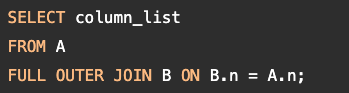 SELECT column_list
FROM A
FULL OUTER JOIN B ON B.n = A.n;